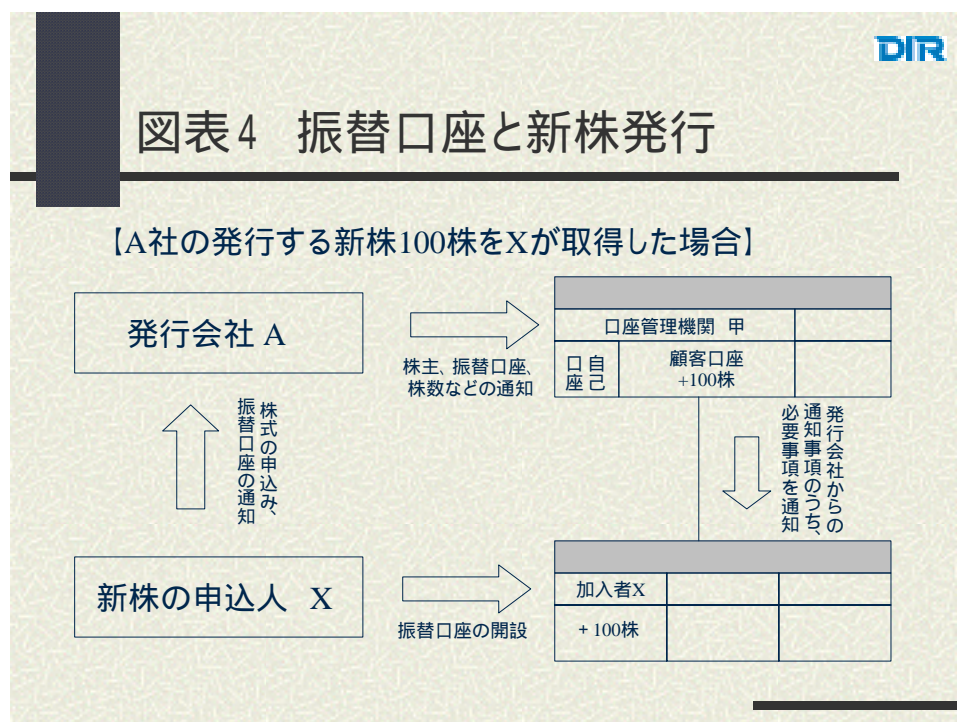 DIR
図表4 振替口座と新株発行
【A社の発行する新株100株をXが取得した場合】
発行会社 A
株主、振替口座、
株数などの通知
口座管理機関 甲
自己
口座
顧客口座
+100株
株式の申込み、
振替口座の通知
発行会社からの
通知事項のうち、
必要事項を通知
新株の申込人 X
振替口座の開設
加入者X
+100株